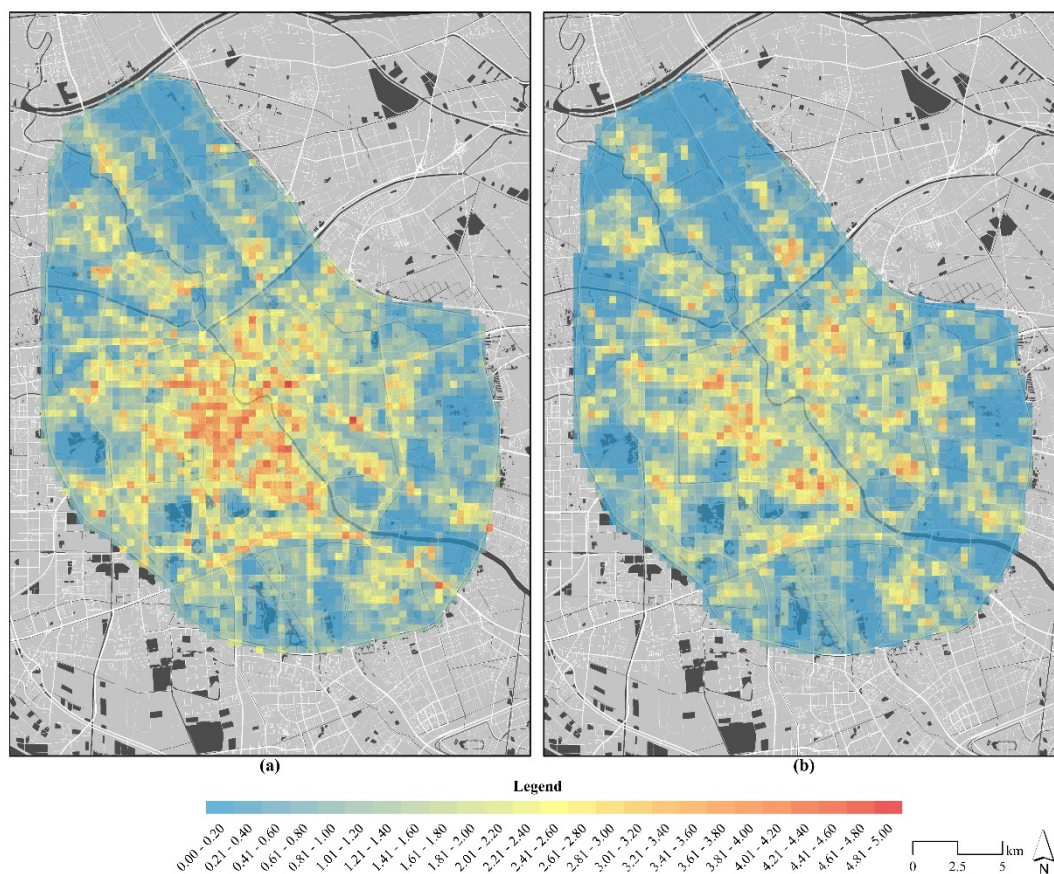 (a)
(b)
Legend
0.00 - 0.20
0.21 - 0.40
0.41 - 0.60
0.61 - 0.80
0.81 - 1.00
1.01 - 1.20
1.21 - 1.40
1.41 - 1.60
1.61 - 1.80
1.81 - 2.00
2.01 - 2.20
2.21 - 2.40
2.41 - 2.60
2.61 - 2.80
2.81 - 3.00
3.01 - 3.20
3.21 - 3.40
3.41 - 3.60
3.61 - 3.80
3.81 - 4.00
4.01 - 4.20
4.21 - 4.40
4.41 - 4.60
4.61 - 4.80
4.81 - 5.00
km
0 2.5 5
N